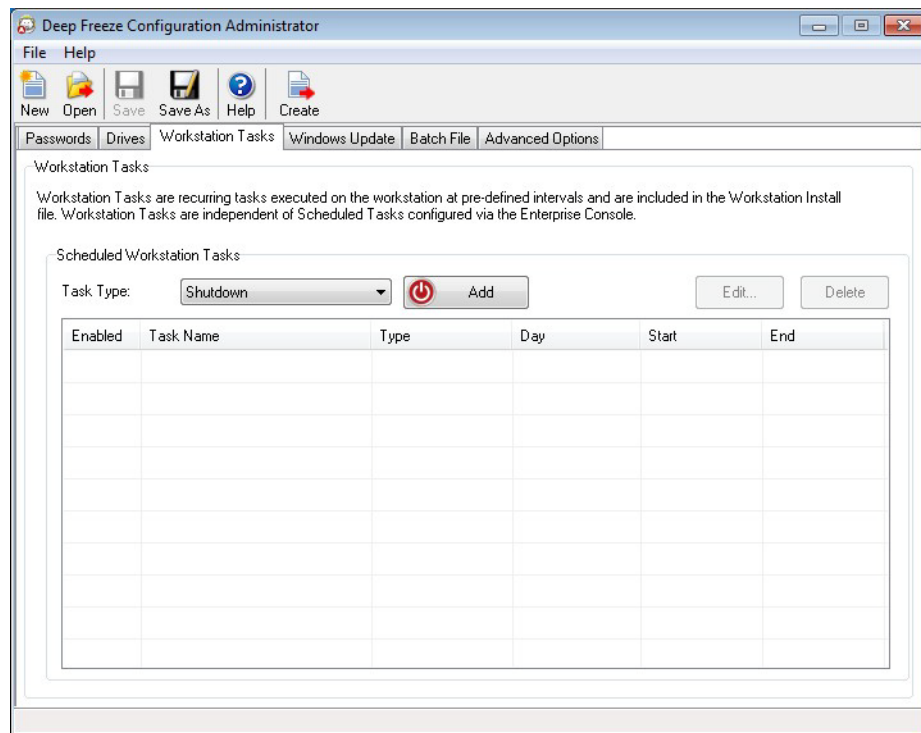 Deep Freeze Configuration Administrator
File Help
New Open Save Save As Help Create
Passwords Drives Workstation Tasks Windows Update Batch File Advanced Options
Workstation Tasks
Workstation Tasks are recurring tasks executed on the workstation at pre-defined intervals and are included in the Workstation Install
file. Workstation Tasks are independent of Scheduled Tasks configured via the Enterprise Console.
Scheduled Workstation Tasks
Task Type: Shutdown Add Edit... Delete
Enabled Task Name Type Day Start End